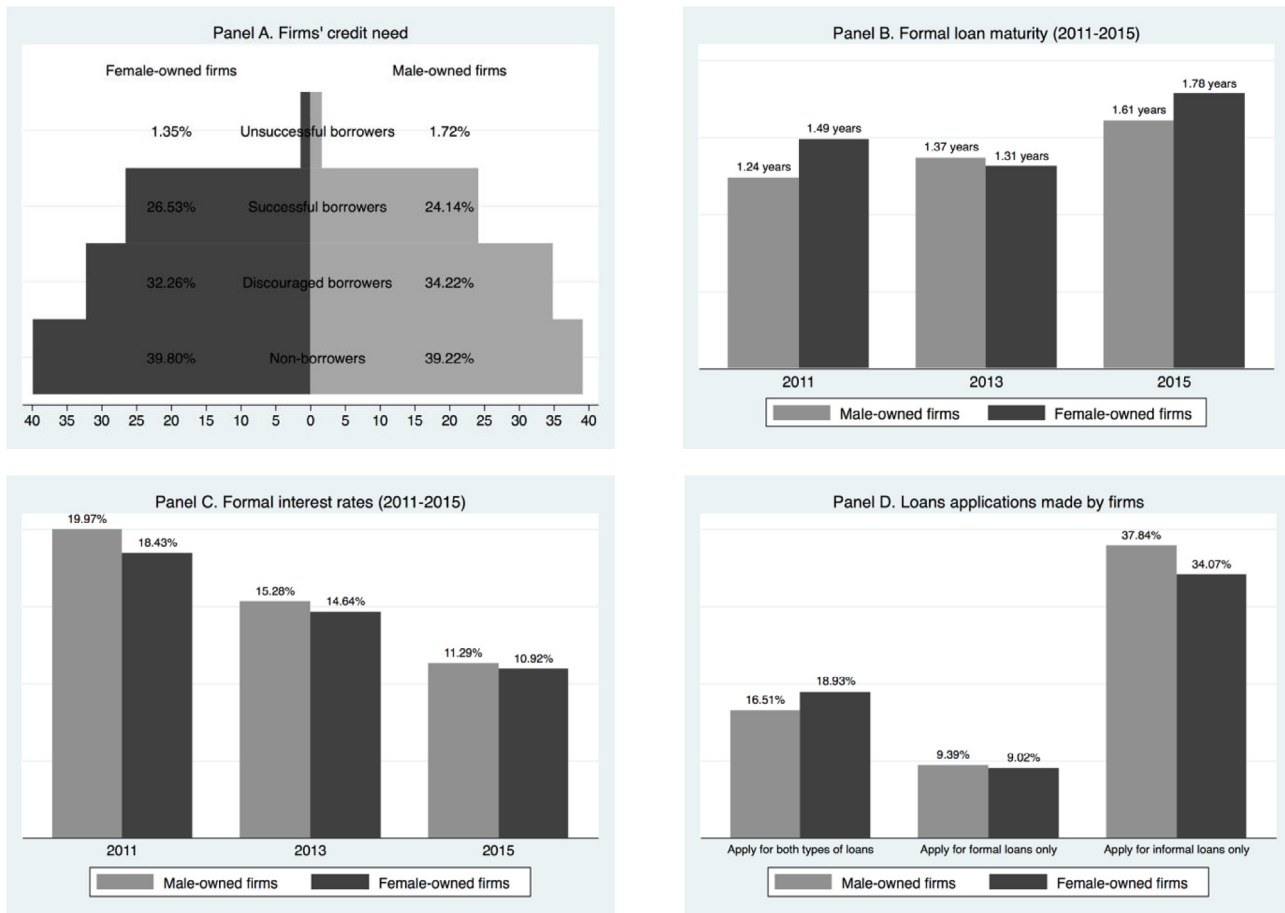 Panel A. Firms' credit need
Female-owned firms Male-owned firms
1.35% Unsuccessful borrowers 1.72%
26.53% Successful borrowers 24.14%
32.26% Discouraged borrowers 34.22%
39.80% Non-borrowers 39.22%
40 35 30 25 20 15 10 5 0 5 10 15 20 25 30 35 40
Panel B. Formal loan maturity (2011-2015)
1.24 years 1.49 years 1.37 years 1.31 years 1.61 years 1.78 years
2011 2013 2015
Male-owned firms Female-owned firms
Panel C. Formal interest rates (2011-2015)
19.97% 18.43% 15.28% 14.64% 11.29% 10.92%
2011 2013 2015
Male-owned firms Female-owned firms
Panel D. Loans applications made by firms
16.51% 18.93% 9.39% 9.02% 37.84% 34.07%
Apply for both types of loans Apply for formal loans only Apply for informal loans only
Male-owned firms Female-owned firms